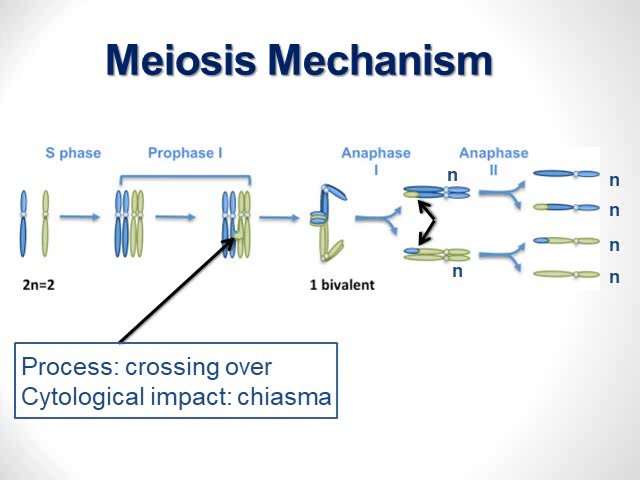 Meiosis Mechanism
S phase
Prophase I
Anaphase
I
Anaphase
II
n
n
n
n
n
n
2n=2
1 bivalent
Process: crossing over
Cytological impact: chiasma